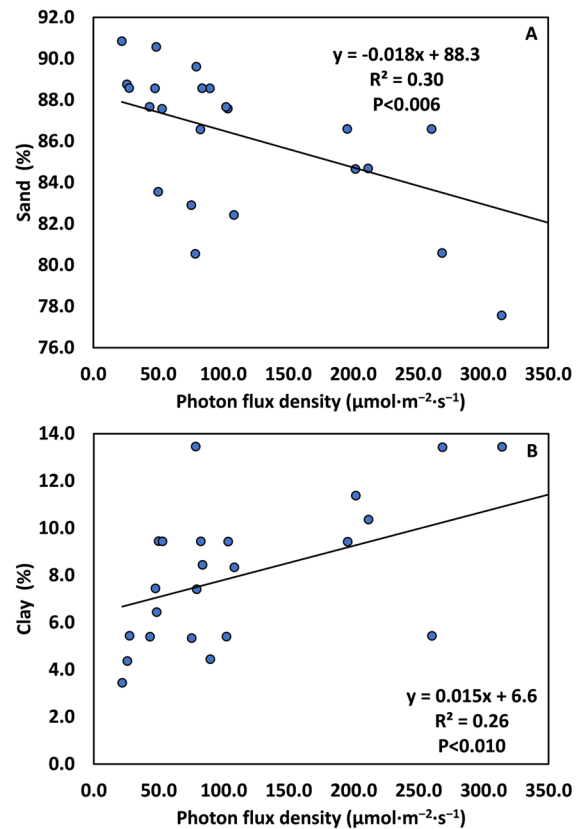 A
y = -0.018x + 88.3
R² = 0.30
P<0.006
92.0
90.0
88.0
86.0
84.0
82.0
80.0
78.0
76.0
Sand (%)
0.0 50.0 100.0 150.0 200.0 250.0 300.0 350.0
Photon flux density (µmol·m⁻²·s⁻¹)
B
14.0
12.0
10.0
8.0
6.0
4.0
2.0
0.0
Clay (%)
y = 0.015x + 6.6
R² = 0.26
P<0.010
0.0 50.0 100.0 150.0 200.0 250.0 300.0 350.0
Photon flux density (µmol·m⁻²·s⁻¹)